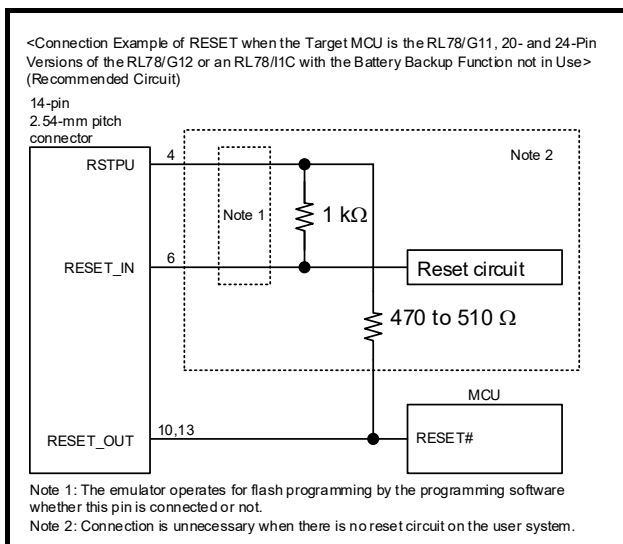 <Connection Example of RESET when the Target MCU is the RL78/G11, 20- and 24-Pin
Versions of the RL78/G12 or an RL78/I1C with the Battery Backup Function not in Use>
(Recommended Circuit)
14-pin
2.54-mm pitch
connector
RSTPU
4
Note 2
Note 1
1 kΩ
RESET_IN
6
Reset circuit
470 to 510 Ω
MCU
RESET_OUT
10,13
RESET#
Note 1: The emulator operates for flash programming by the programming software
whether this pin is connected or not.
Note 2: Connection is unnecessary when there is no reset circuit on the user system.